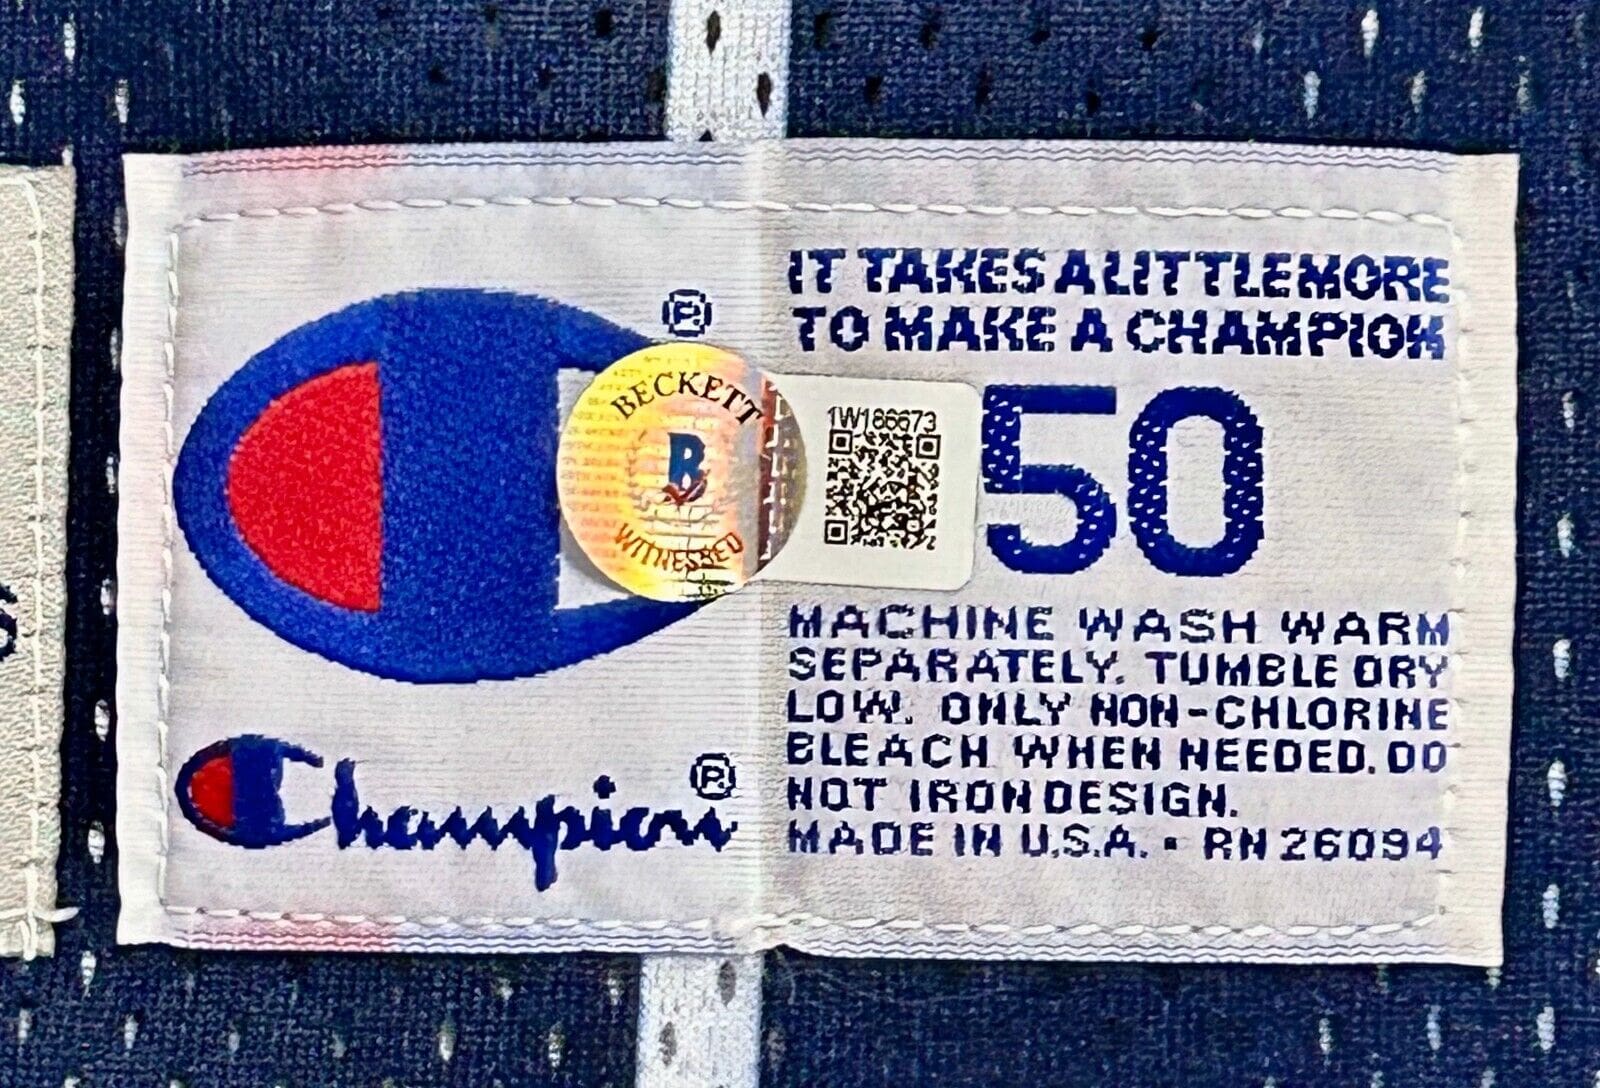 IT TAKES A LITTLE MORE
TO MAKE A CHAMPION
®
BECKETT
B
WITNESSED
1W186673
50
MACHINE WASH WARM
SEPARATELY. TUMBLE DRY
LOW. ONLY NON-CHLORINE
BLEACH WHEN NEEDED. DO
NOT IRON DESIGN.
MADE IN U.S.A. • RN 26094
Champion®